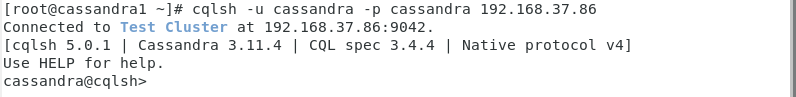 [root@cassandra1 ~]# cqlsh -u cassandra -p cassandra 192.168.37.86
Connected to Test Cluster at 192.168.37.86:9042.
[cqlsh 5.0.1 | Cassandra 3.11.4 | CQL spec 3.4.4 | Native protocol v4]
Use HELP for help.
cassandra@cqlsh>